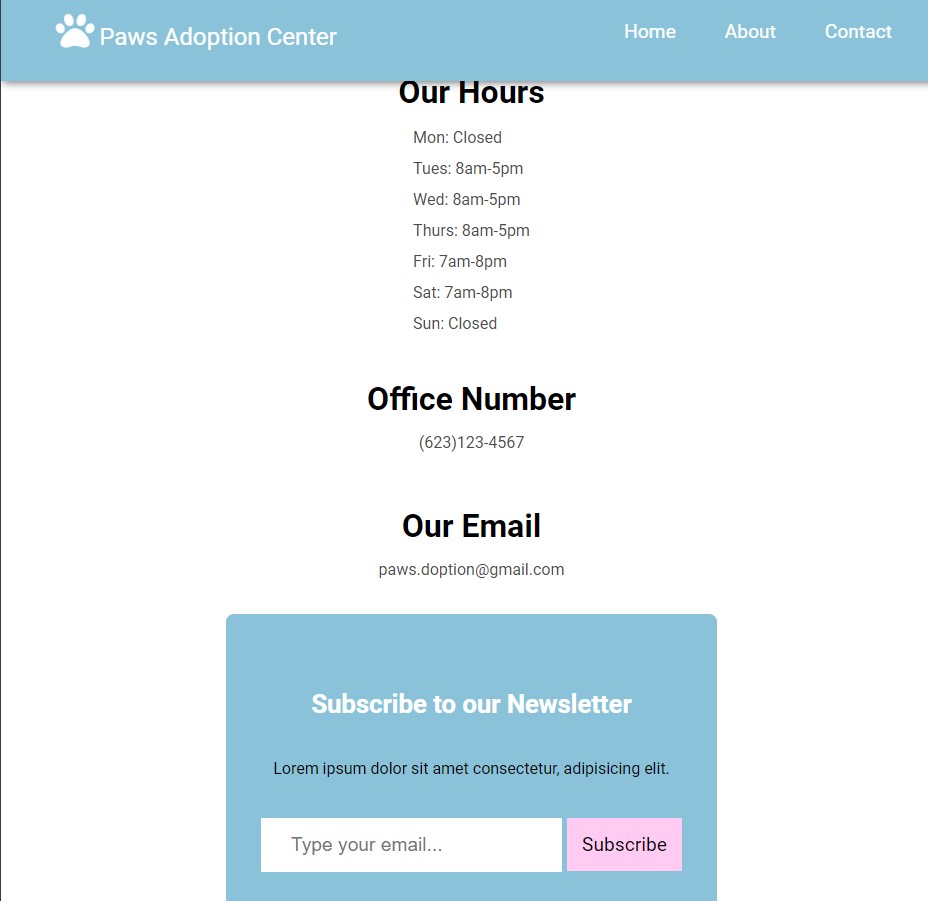 Paws Adoption Center
Home About Contact
Our Hours
Mon: Closed
Tues: 8am-5pm
Wed: 8am-5pm
Thurs: 8am-5pm
Fri: 7am-8pm
Sat: 7am-8pm
Sun: Closed
Office Number
(623)123-4567
Our Email
paws.doption@gmail.com
Subscribe to our Newsletter
Lorem ipsum dolor sit amet consectetur, adipisicing elit.
Type your email... Subscribe